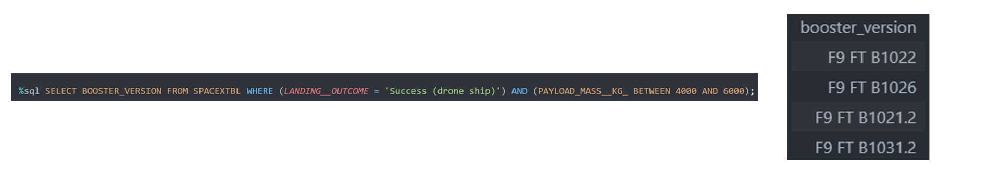 %sql SELECT BOOSTER_VERSION FROM SPACEXTBL WHERE (LANDING__OUTCOME = 'Success (drone ship)') AND (PAYLOAD_MASS__KG_ BETWEEN 4000 AND 6000);
booster_version
F9 FT B1022
F9 FT B1026
F9 FT B1021.2
F9 FT B1031.2